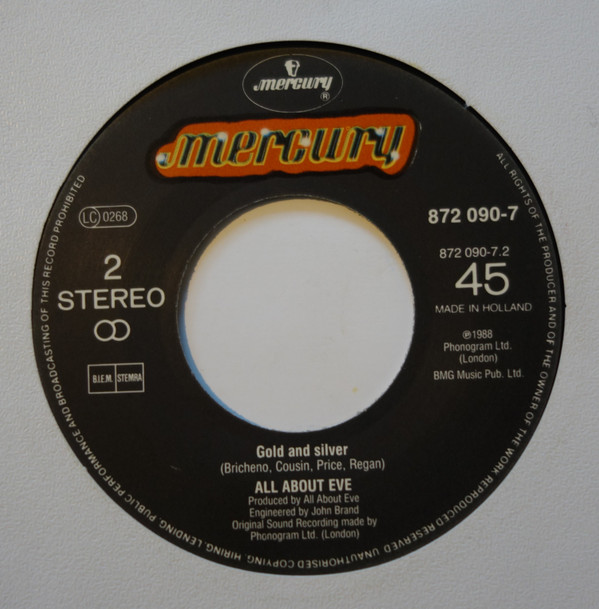 mercury
®
mercury
LC 0268
2
STEREO
B.I.E.M. STEMRA
872 090-7
872 090-7.2
45
MADE IN HOLLAND
℗1988
Phonogram Ltd.
(London)
BMG Music Pub. Ltd.
Gold and silver
(Bricheno, Cousin, Price, Regan)
ALL ABOUT EVE
Produced by All About Eve
Engineered by John Brand
Original Sound Recording made by
Phonogram Ltd. (London)
ALL RIGHTS OF THE PRODUCER AND OF THE OWNER OF THE WORK REPRODUCED RESERVED UNAUTHORISED COPYING, HIRING, LENDING, PUBLIC PERFORMANCE AND BROADCASTING OF THIS RECORD PROHIBITED